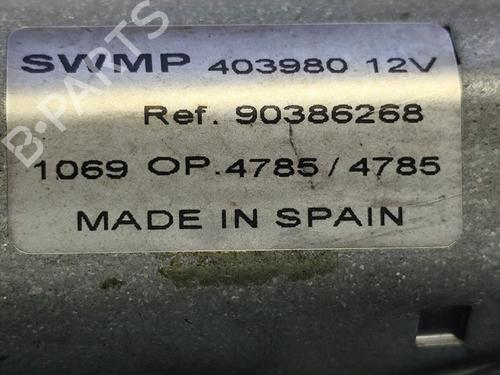 SWMP 403980 12V
Ref. 90386268
1069 OP.4785 / 4785
MADE IN SPAIN
B-PARTS